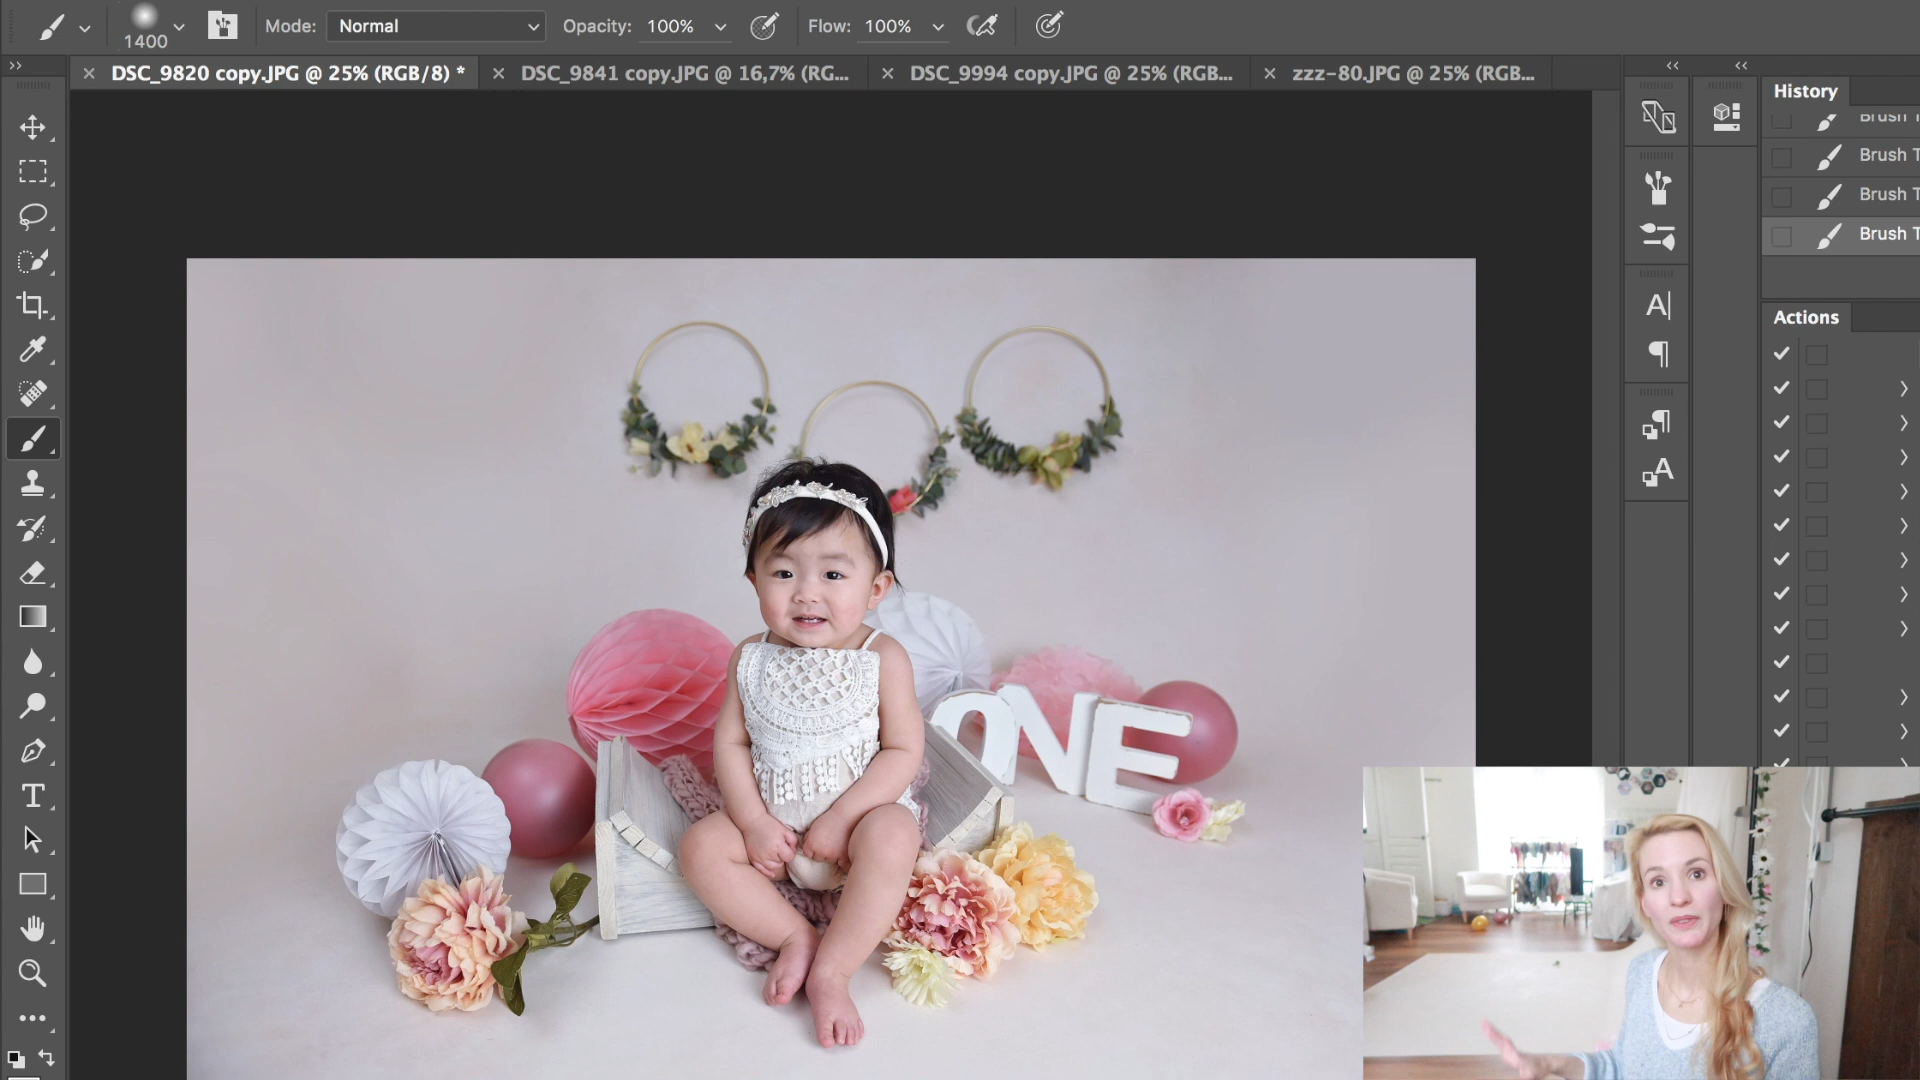 Mode: Normal Opacity: 100% Flow: 100%
1400
DSC_9820 copy.JPG @ 25% (RGB/8) * DSC_9841 copy.JPG @ 16,7% (RG... DSC_9994 copy.JPG @ 25% (RGB... zzz-80.JPG @ 25% (RGB...
History
Brush T
Brush T
Brush T
Brush T
Actions
ONE